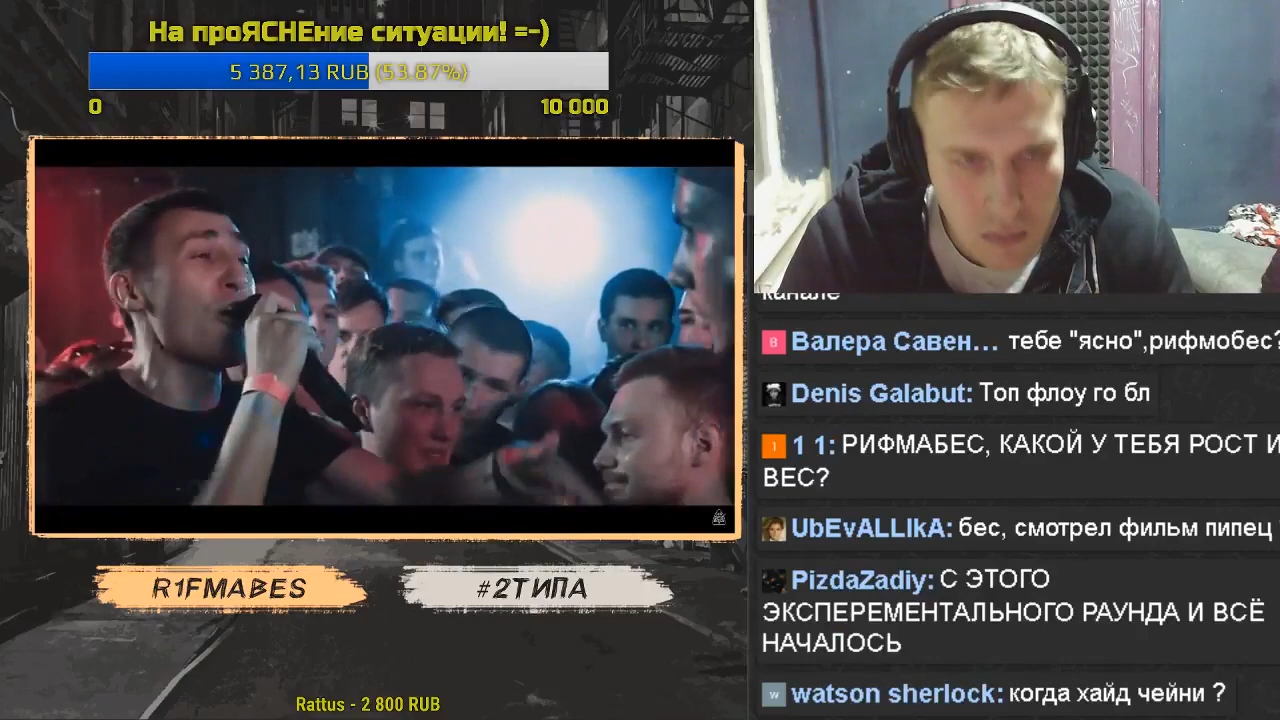 На проЯСНЕние ситуации! =-)
5 387,13 RUB (53.87%)
0
10 000
R1FMABES
#2ТИПА
Rattus - 2 800 RUB
канале
В Валера Савен… тебе "ясно",рифмобес?
Denis Galabut: Топ флоу го бл
1 1 1: РИФМАБЕС, КАКОЙ У ТЕБЯ РОСТ И
ВЕС?
UbEvALLIkA: бес, смотрел фильм пипец
PizdaZadiy: С ЭТОГО
ЭКСПЕРЕМЕНТАЛЬНОГО РАУНДА И ВСЁ
НАЧАЛОСЬ
w watson sherlock: когда хайд чейни ?